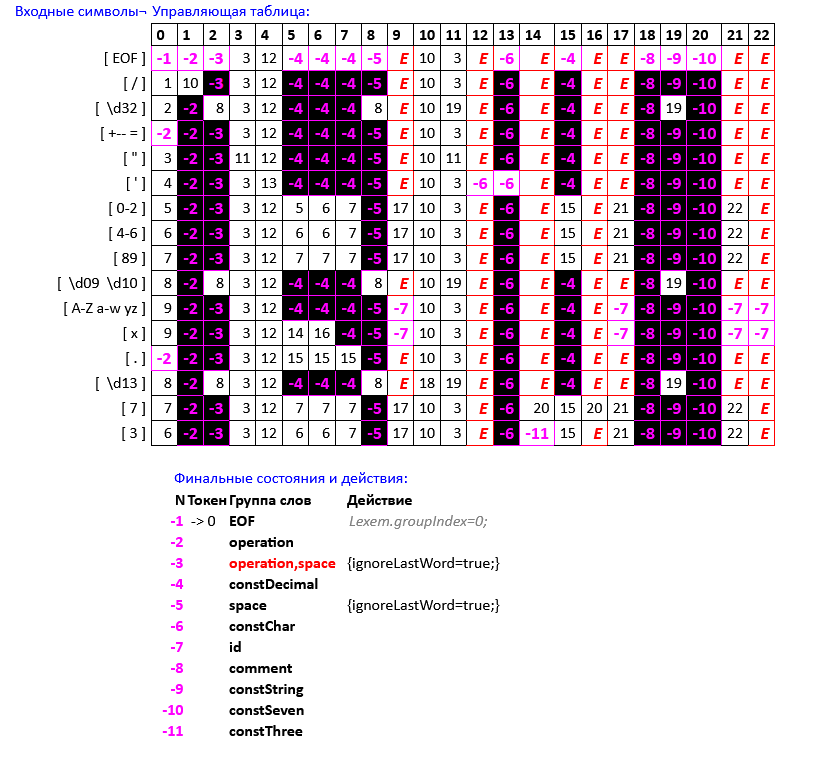 Входные символы¬ Управляющая таблица:
0 1 2 3 4 5 6 7 8 9 10 11 12 13 14 15 16 17 18 19 20 21 22
[ EOF] -1 -2 -3 3 12 -4 -4 -4 -5 E 10 3 E -6 E -4 E E -8 -9 -10 E E
[ / ] 1 10 -3 3 12 -4 -4 -4 -5 E 10 3 E -6 E -4 E E -8 -9 -10 E E
[ \d32 ] 2 -2 8 3 12 -4 -4 -4 8 E 10 19 E -6 E -4 E E -8 19 -10 E E
[ +-- = ] -2 -2 -3 3 12 -4 -4 -4 -5 E 10 3 E -6 E -4 E E -8 -9 -10 E E
[ " ] 3 -2 -3 11 12 -4 -4 -4 -5 E 10 11 E -6 E -4 E E -8 -9 -10 E E
[ ' ] 4 -2 -3 3 13 -4 -4 -4 -5 E 10 3 -6 -6 E -4 E E -8 -9 -10 E E
[ 0-2 ] 5 -2 -3 3 12 5 6 7 -5 17 10 3 E -6 E 15 E 21 -8 -9 -10 22 E
[ 4-6 ] 6 -2 -3 3 12 6 6 7 -5 17 10 3 E -6 E 15 E 21 -8 -9 -10 22 E
[ 89 ] 7 -2 -3 3 12 7 7 7 -5 17 10 3 E -6 E 15 E 21 -8 -9 -10 22 E
[ \d09 \d10 ] 8 -2 8 3 12 -4 -4 -4 8 E 10 19 E -6 E -4 E E -8 19 -10 E E
[ A-Z a-w yz ] 9 -2 -3 3 12 -4 -4 -4 -5 -7 10 3 E -6 E -4 E -7 -8 -9 -10 -7 -7
[ x ] 9 -2 -3 3 12 14 16 -4 -5 -7 10 3 E -6 E -4 E -7 -8 -9 -10 -7 -7
[ . ] -2 -2 -3 3 12 15 15 15 -5 E 10 3 E -6 E -4 E E -8 -9 -10 E E
[ \d13 ] 8 -2 8 3 12 -4 -4 -4 8 E 18 19 E -6 E -4 E E -8 19 -10 E E
[ 7 ] 7 -2 -3 3 12 7 7 7 -5 17 10 3 E -6 20 15 20 21 -8 -9 -10 22 E
[ 3 ] 6 -2 -3 3 12 6 6 7 -5 17 10 3 E -6 -11 15 E 21 -8 -9 -10 22 E
Финальные состояния и действия:
N Токен Группа слов Действие
-1 -> 0 EOF Lexem.groupIndex=0;
-2 operation
-3 operation,space {ignoreLastWord=true;}
-4 constDecimal
-5 space {ignoreLastWord=true;}
-6 constChar
-7 id
-8 comment
-9 constString
-10 constSeven
-11 constThree